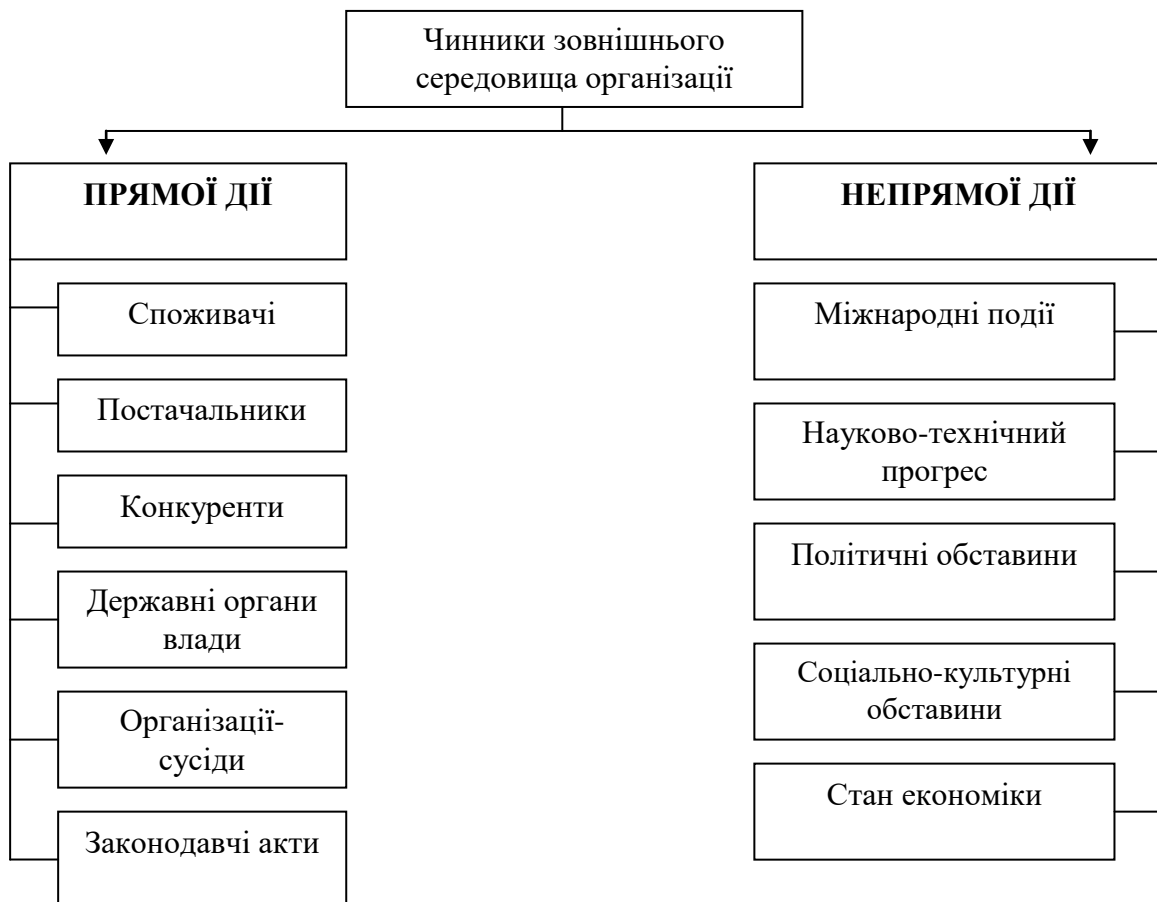 Чинники зовнішнього
середовища організації
ПРЯМОЇ ДІЇ
Споживачі
Постачальники
Конкуренти
Державні органи
влади
Організації-
сусіди
Законодавчі акти
НЕПРЯМОЇ ДІЇ
Міжнародні події
Науково-технічний
прогрес
Політичні обставини
Соціально-культурні
обставини
Стан економіки